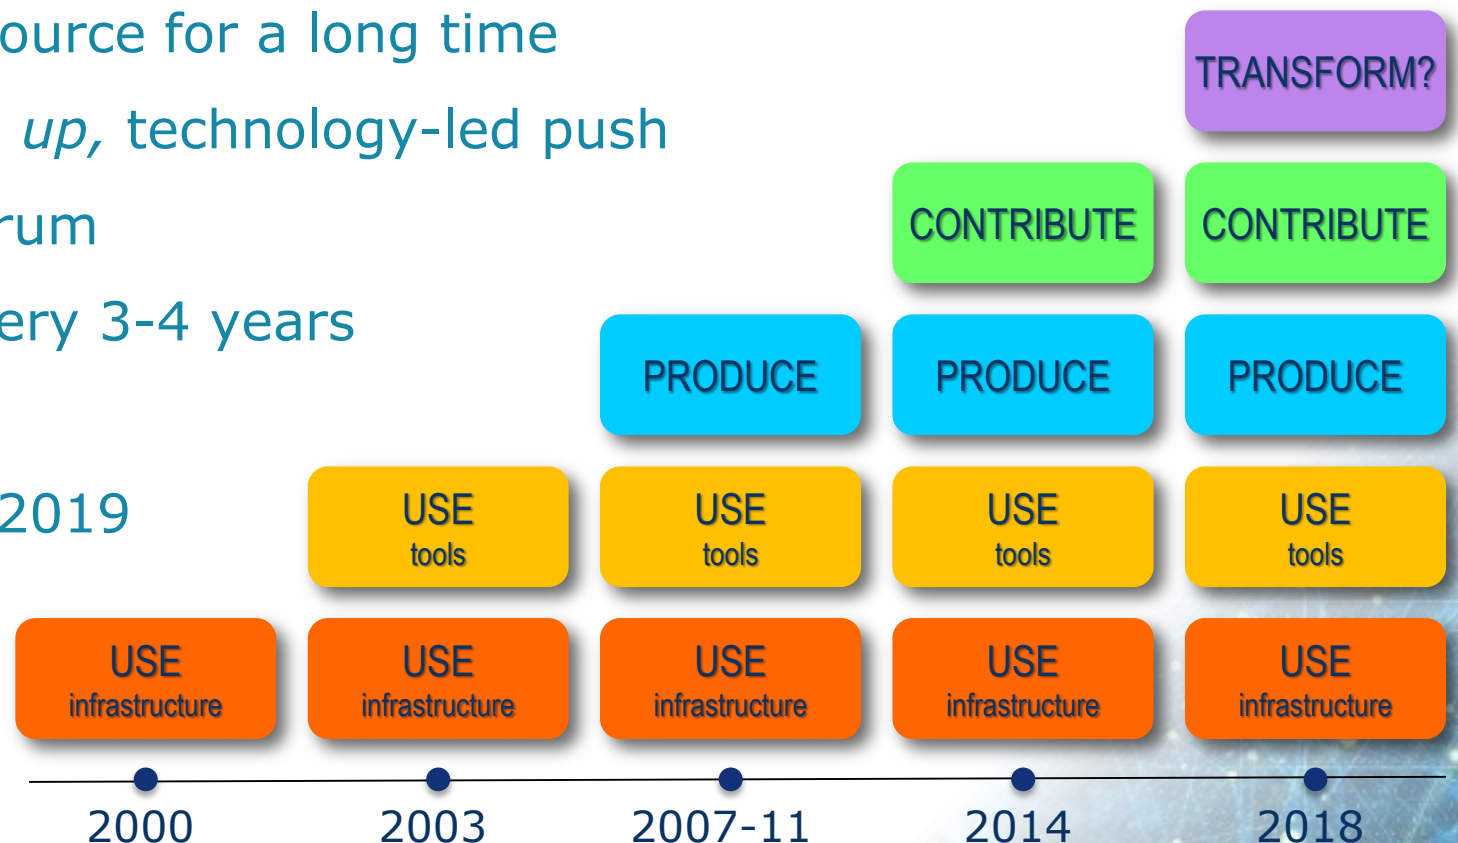 ource for a long time
up, technology-led push
rum
ery 3-4 years
2019
TRANSFORM?
CONTRIBUTE
CONTRIBUTE
PRODUCE
PRODUCE
PRODUCE
USE
tools
USE
tools
USE
tools
USE
tools
USE
infrastructure
USE
infrastructure
USE
infrastructure
USE
infrastructure
USE
infrastructure
2000
2003
2007-11
2014
2018